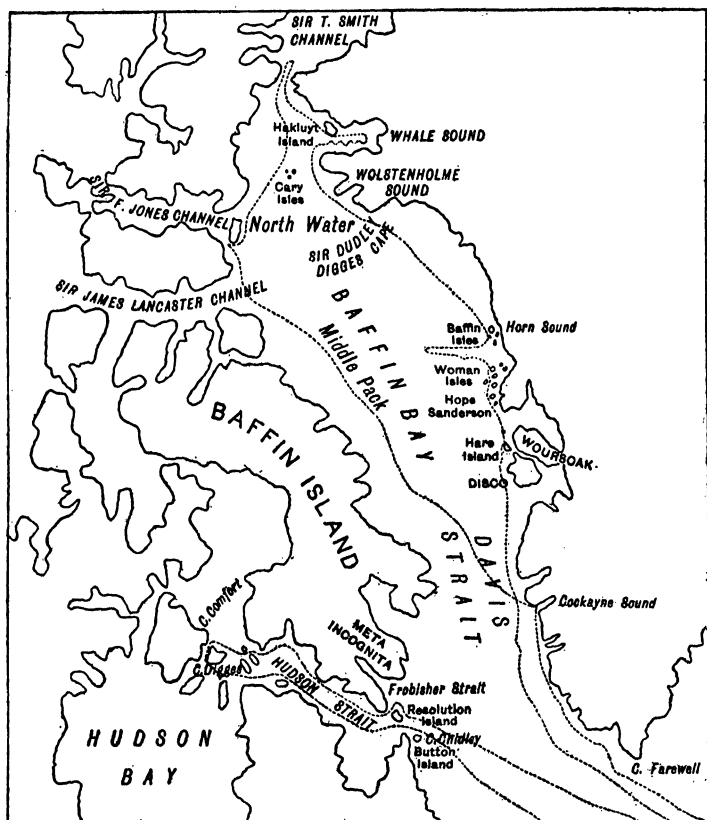 SIR T. SMITH
CHANNEL
Hakluyt
Island
WHALE SOUND
WOLSTENHOLME
SOUND
Cary
Isles
SIR F. JONES CHANNEL
North Water
SIR DUDLEY
DIGGES CAPE
SIR JAMES LANCASTER CHANNEL
BAFFIN BAY
Middle Pack
Baffin
Isles
Horn Sound
Woman
Isles
Hope
Sanderson
BAFFIN ISLAND
Hare
Island
WOURBOAK
DISCO
DAVIS
STRAIT
Cockayne Sound
C. Comfort
META
INCOGNITA
C. Digges
HUDSON
STRAIT
Frobisher Strait
Resolution
Island
C. Chidley
Button
Island
HUDSON
BAY
C. Farewell